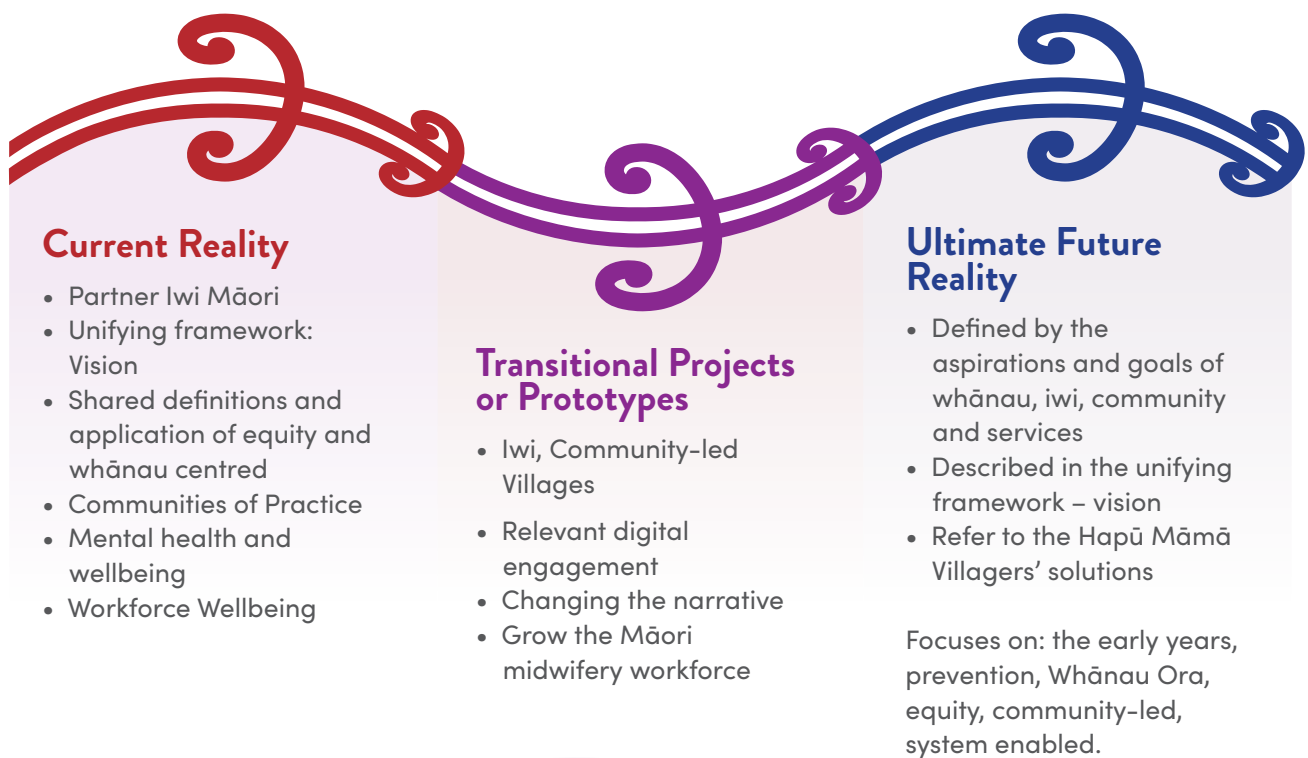 Current Reality
• Partner Iwi Māori
• Unifying framework:
Vision
• Shared definitions and
application of equity and
whānau centred
• Communities of Practice
• Mental health and
wellbeing
• Workforce Wellbeing
Transitional Projects
or Prototypes
• Iwi, Community-led
Villages
• Relevant digital
engagement
• Changing the narrative
• Grow the Māori
midwifery workforce
Ultimate Future
Reality
• Defined by the
aspirations and goals of
whānau, iwi, community
and services
• Described in the unifying
framework – vision
• Refer to the Hapū Māmā
Villagers’ solutions
Focuses on: the early years,
prevention, Whānau Ora,
equity, community-led,
system enabled.